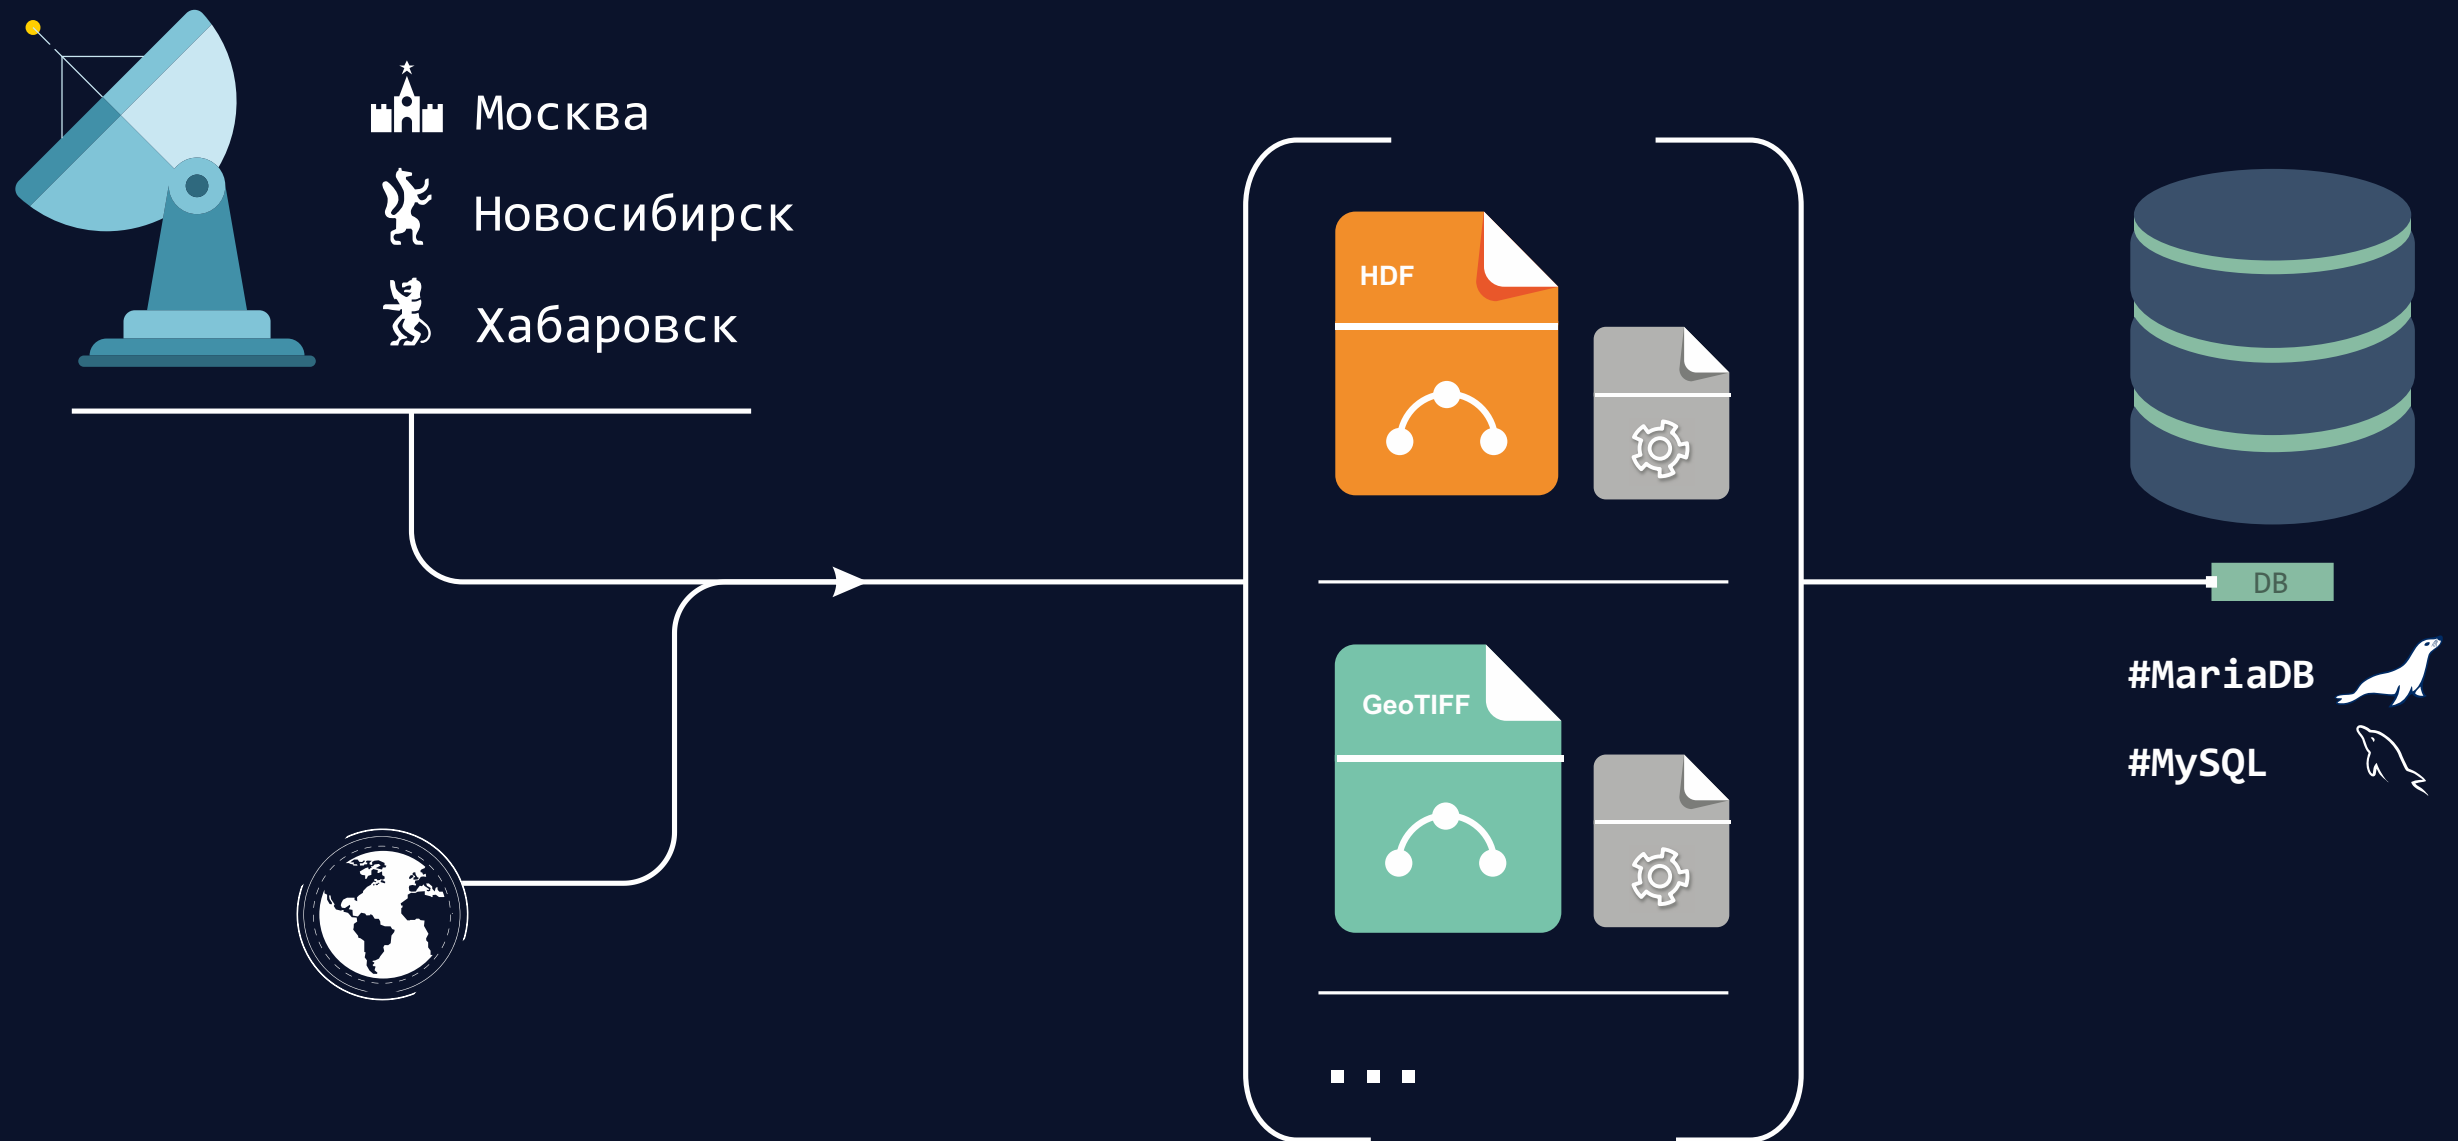 Москва
Новосибирск
Хабаровск
HDF
GeoTIFF
...
DB
#MariaDB
#MySQL